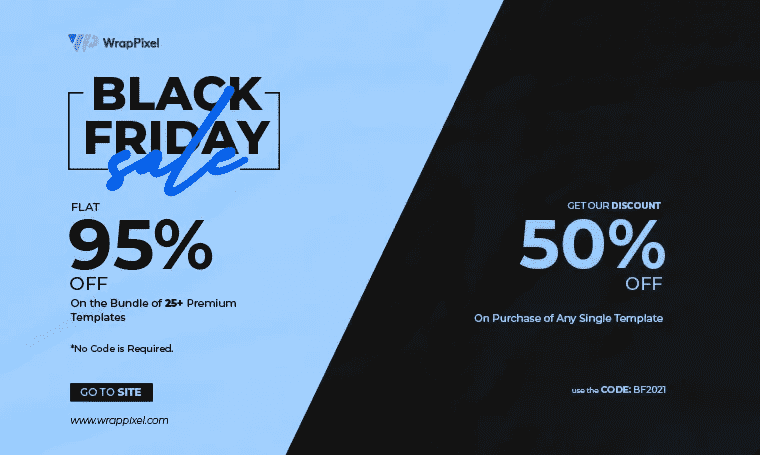 WrapPixel
BLACK
FRIDAY
sale
FLAT
95%
OFF
On the Bundle of 25+ Premium
Templates
*No Code is Required.
GO TO SITE
www.wrappixel.com
GET OUR DISCOUNT
50%
OFF
On Purchase of Any Single Template
use the CODE: BF2021